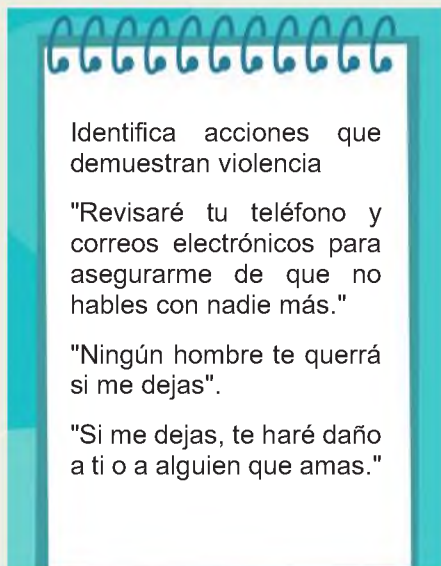 Identifica acciones que
demuestran violencia
"Revisaré tu teléfono y
correos electrónicos para
asegurarme de que no
hables con nadie más."
"Ningún hombre te querrá
si me dejas".
"Si me dejas, te haré daño
a ti o a alguien que amas."